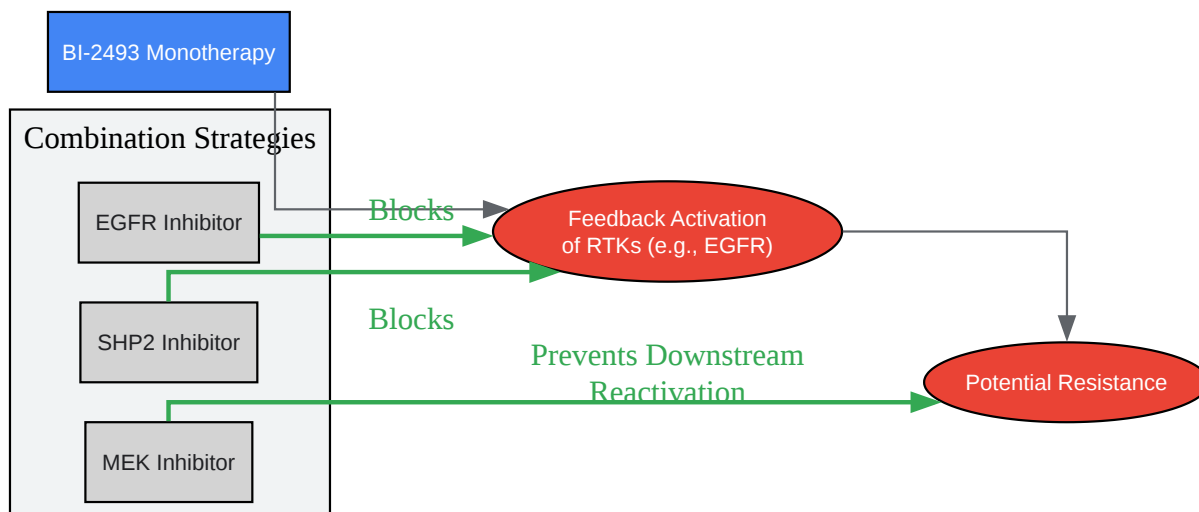 BI-2493 Monotherapy
Combination Strategies
EGFR Inhibitor
Blocks
Feedback Activation
of RTKs (e.g., EGFR)
SHP2 Inhibitor
Blocks
Prevents Downstream
Reactivation
Potential Resistance
MEK Inhibitor